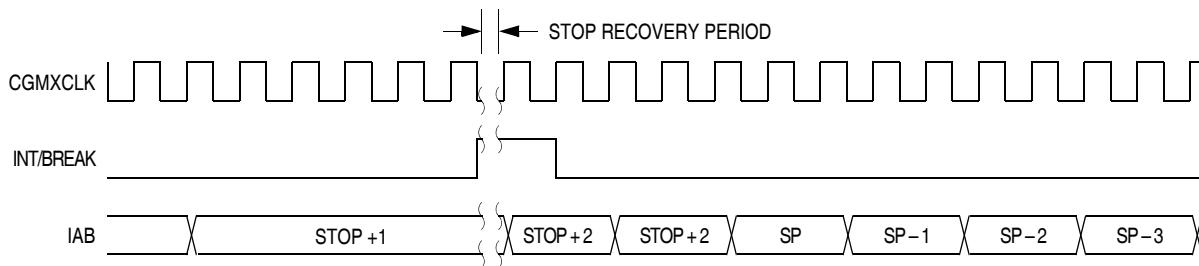 STOP RECOVERY PERIOD
CGMXCLK
INT/BREAK
IAB STOP +1 STOP + 2 STOP + 2 SP SP – 1 SP – 2 SP – 3